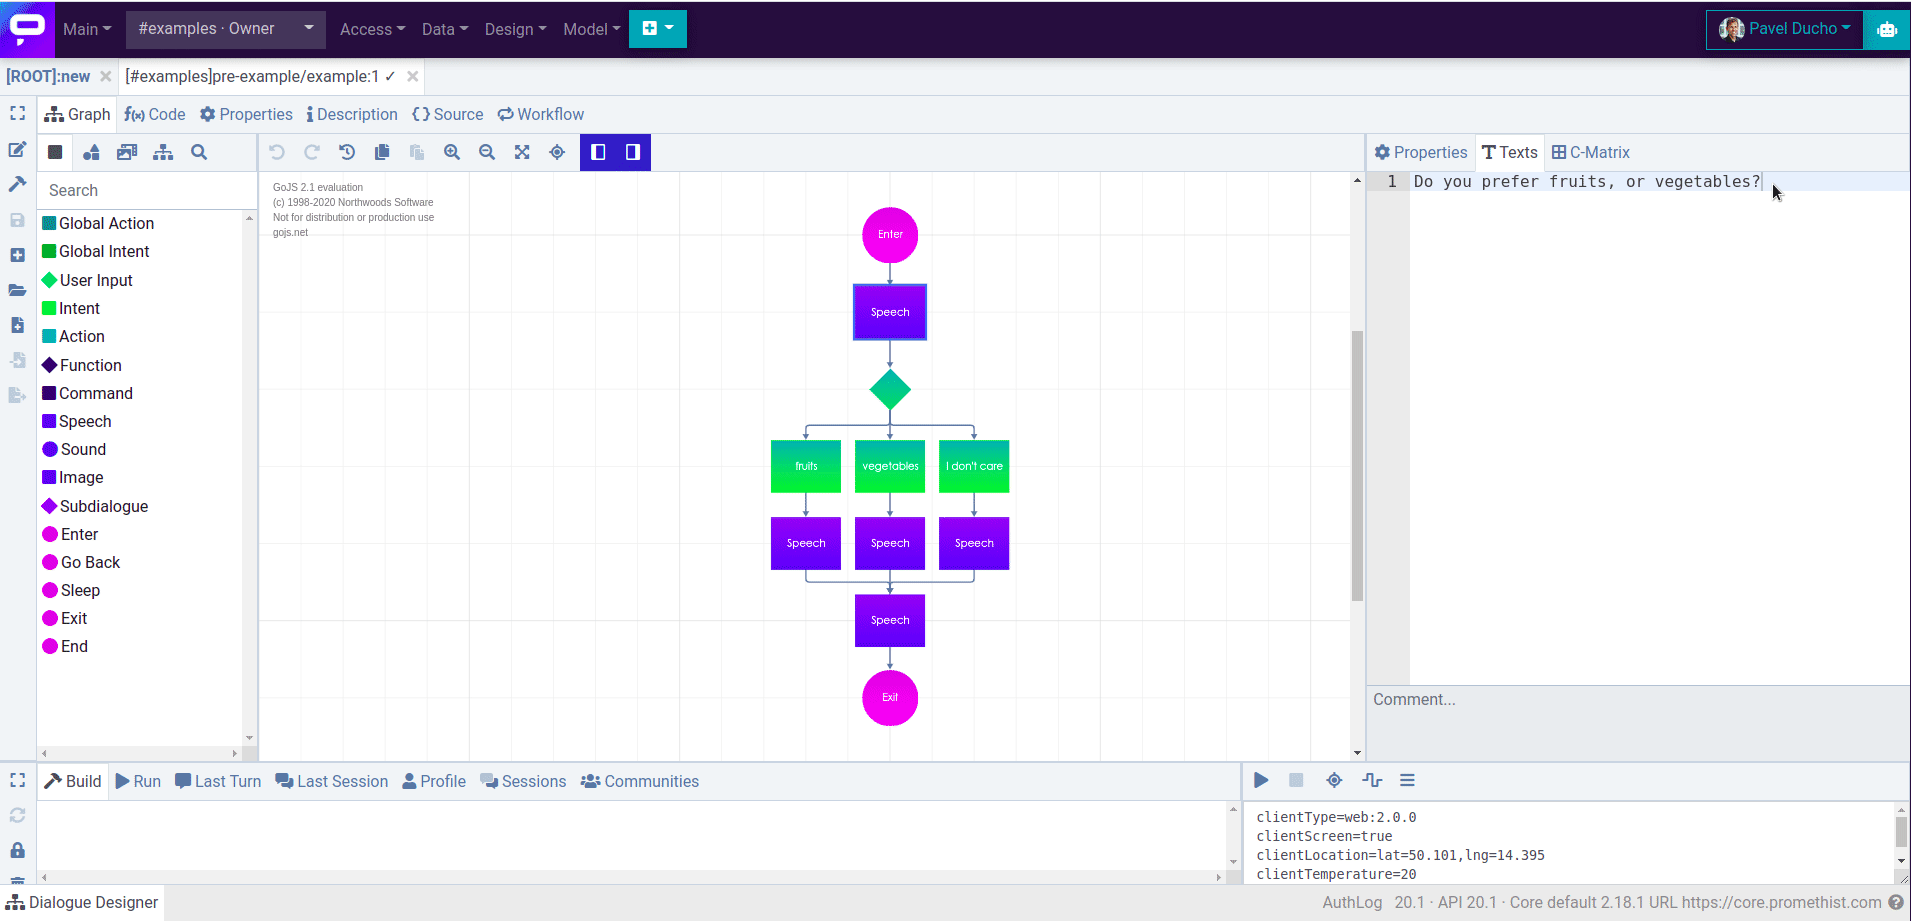 Main
#examples · Owner
Access
Data
Design
Model
Pavel Ducho
[ROOT]:new
[#examples]pre-example/example:1 ✓
Graph
f(x) Code
Properties
Description
Source
Workflow
Properties
Texts
C-Matrix
Search
Global Action
Global Intent
User Input
Intent
Action
Function
Command
Speech
Sound
Image
Subdialogue
Enter
Go Back
Sleep
Exit
End
GoJS 2.1 evaluation
(c) 1998-2020 Northwoods Software
Not for distribution or production use
gojs.net
Enter
Speech
fruits
vegetables
I don't care
Speech
Speech
Speech
Speech
Exit
1 Do you prefer fruits, or vegetables?
Comment...
Build
Run
Last Turn
Last Session
Profile
Sessions
Communities
clientType=web:2.0.0
clientScreen=true
clientLocation=lat=50.101,lng=14.395
clientTemperature=20
Dialogue Designer
AuthLog 20.1 · API 20.1 · Core default 2.18.1 URL https://core.promethist.com